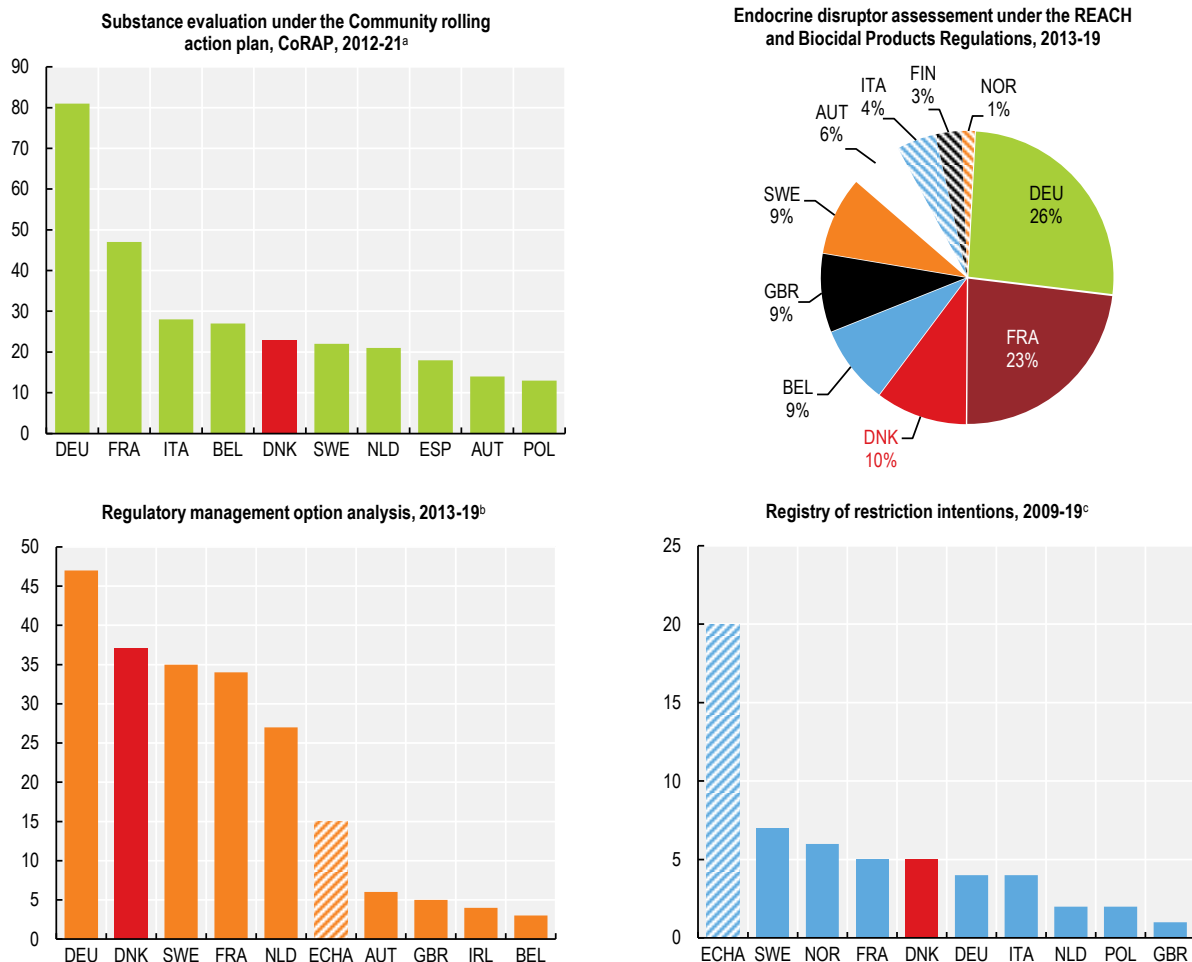 Substance evaluation under the Community rolling
action plan, CoRAP, 2012-21ᵃ
90
80
70
60
50
40
30
20
10
0
DEU FRA ITA BEL DNK SWE NLD ESP AUT POL
Endocrine disruptor assessement under the REACH
and Biocidal Products Regulations, 2013-19
DEU
26%
FRA
23%
DNK
10%
BEL
9%
GBR
9%
SWE
9%
AUT
6%
ITA
4%
FIN
3%
NOR
1%
Regulatory management option analysis, 2013-19ᵇ
50
45
40
35
30
25
20
15
10
5
0
DEU DNK SWE FRA NLD ECHA AUT GBR IRL BEL
Registry of restriction intentions, 2009-19ᶜ
25
20
15
10
5
0
ECHA SWE NOR FRA DNK DEU ITA NLD POL GBR